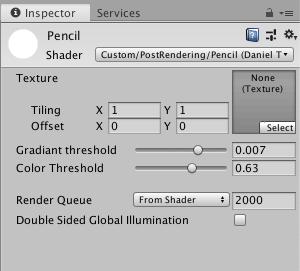 Inspector Services
Pencil
Shader Custom/PostRendering/Pencil (Daniel T
Texture None
(Texture)
Tiling X 1 Y 1
Offset X 0 Y 0
Select
Gradiant threshold 0.007
Color Threshold 0.63
Render Queue From Shader 2000
Double Sided Global Illumination